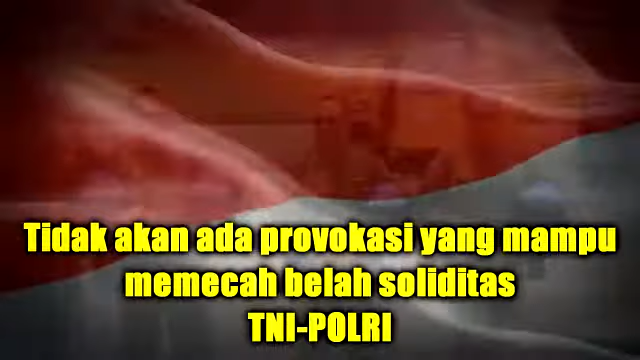 Tidak akan ada provokasi yang mampu
memecah belah soliditas
TNI-POLRI